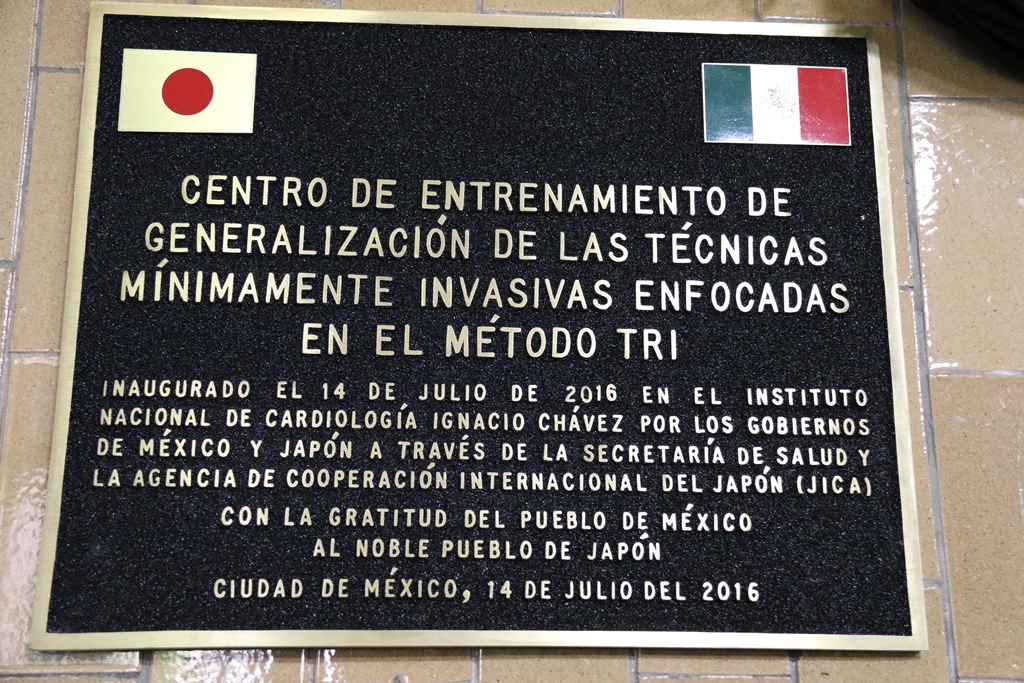 CENTRO DE ENTRENAMIENTO DE
GENERALIZACIÓN DE LAS TÉCNICAS
MÍNIMAMENTE INVASIVAS ENFOCADAS
EN EL MÉTODO TRI
INAUGURADO EL 14 DE JULIO DE 2016 EN EL INSTITUTO
NACIONAL DE CARDIOLOGÍA IGNACIO CHÁVEZ POR LOS GOBIERNOS
DE MÉXICO Y JAPÓN A TRAVÉS DE LA SECRETARÍA DE SALUD Y
LA AGENCIA DE COOPERACIÓN INTERNACIONAL DEL JAPÓN (JICA)
CON LA GRATITUD DEL PUEBLO DE MÉXICO
AL NOBLE PUEBLO DE JAPÓN
CIUDAD DE MÉXICO, 14 DE JULIO DEL 2016